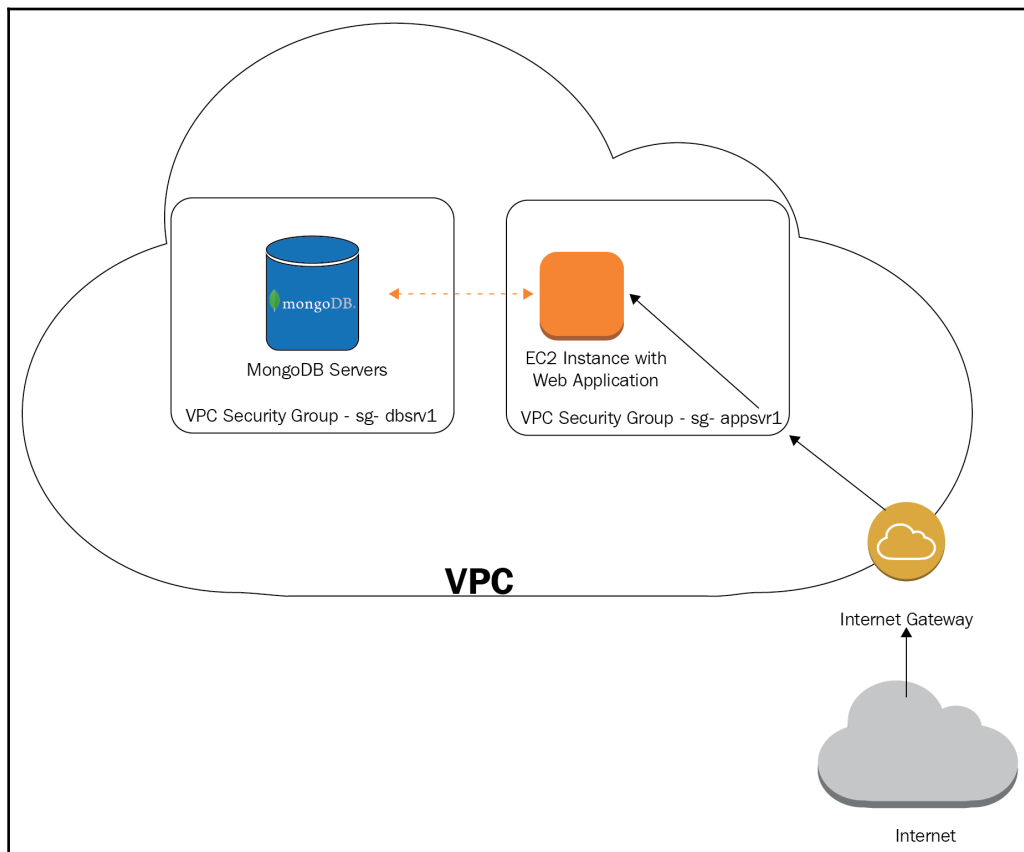 mongoDB
MongoDB Servers
VPC Security Group - sg- dbsrv1
EC2 Instance with
Web Application
VPC Security Group - sg- appsvr1
VPC
Internet Gateway
Internet